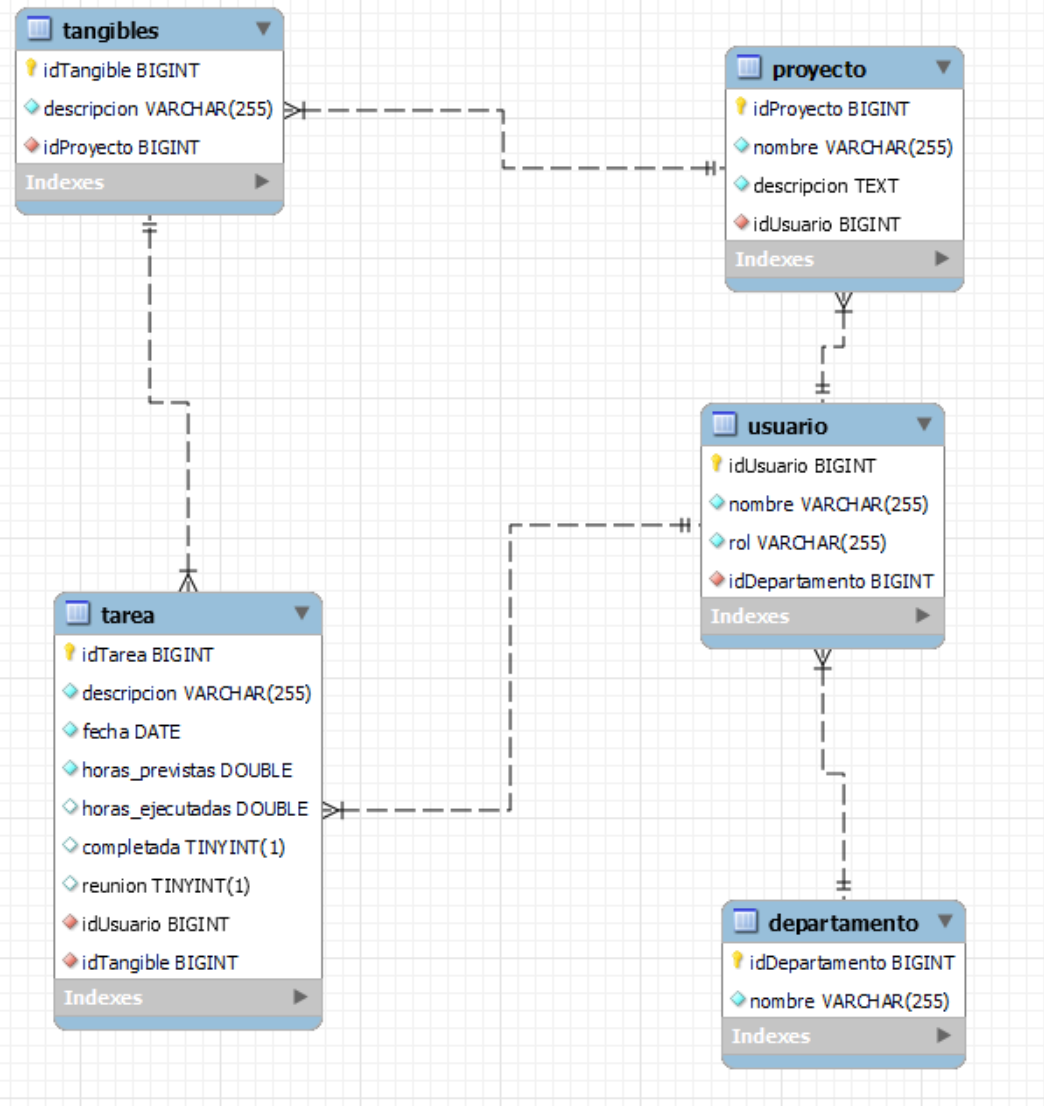 tangibles
idTangible BIGINT
descripcion VARCHAR(255)
idProyecto BIGINT
Indexes
proyecto
idProyecto BIGINT
nombre VARCHAR(255)
descripcion TEXT
idUsuario BIGINT
Indexes
usuario
idUsuario BIGINT
nombre VARCHAR(255)
rol VARCHAR(255)
idDepartamento BIGINT
Indexes
tarea
idTarea BIGINT
descripcion VARCHAR(255)
fecha DATE
horas_previstas DOUBLE
horas_ejecutadas DOUBLE
completada TINYINT(1)
reunion TINYINT(1)
idUsuario BIGINT
idTangible BIGINT
Indexes
departamento
idDepartamento BIGINT
nombre VARCHAR(255)
Indexes